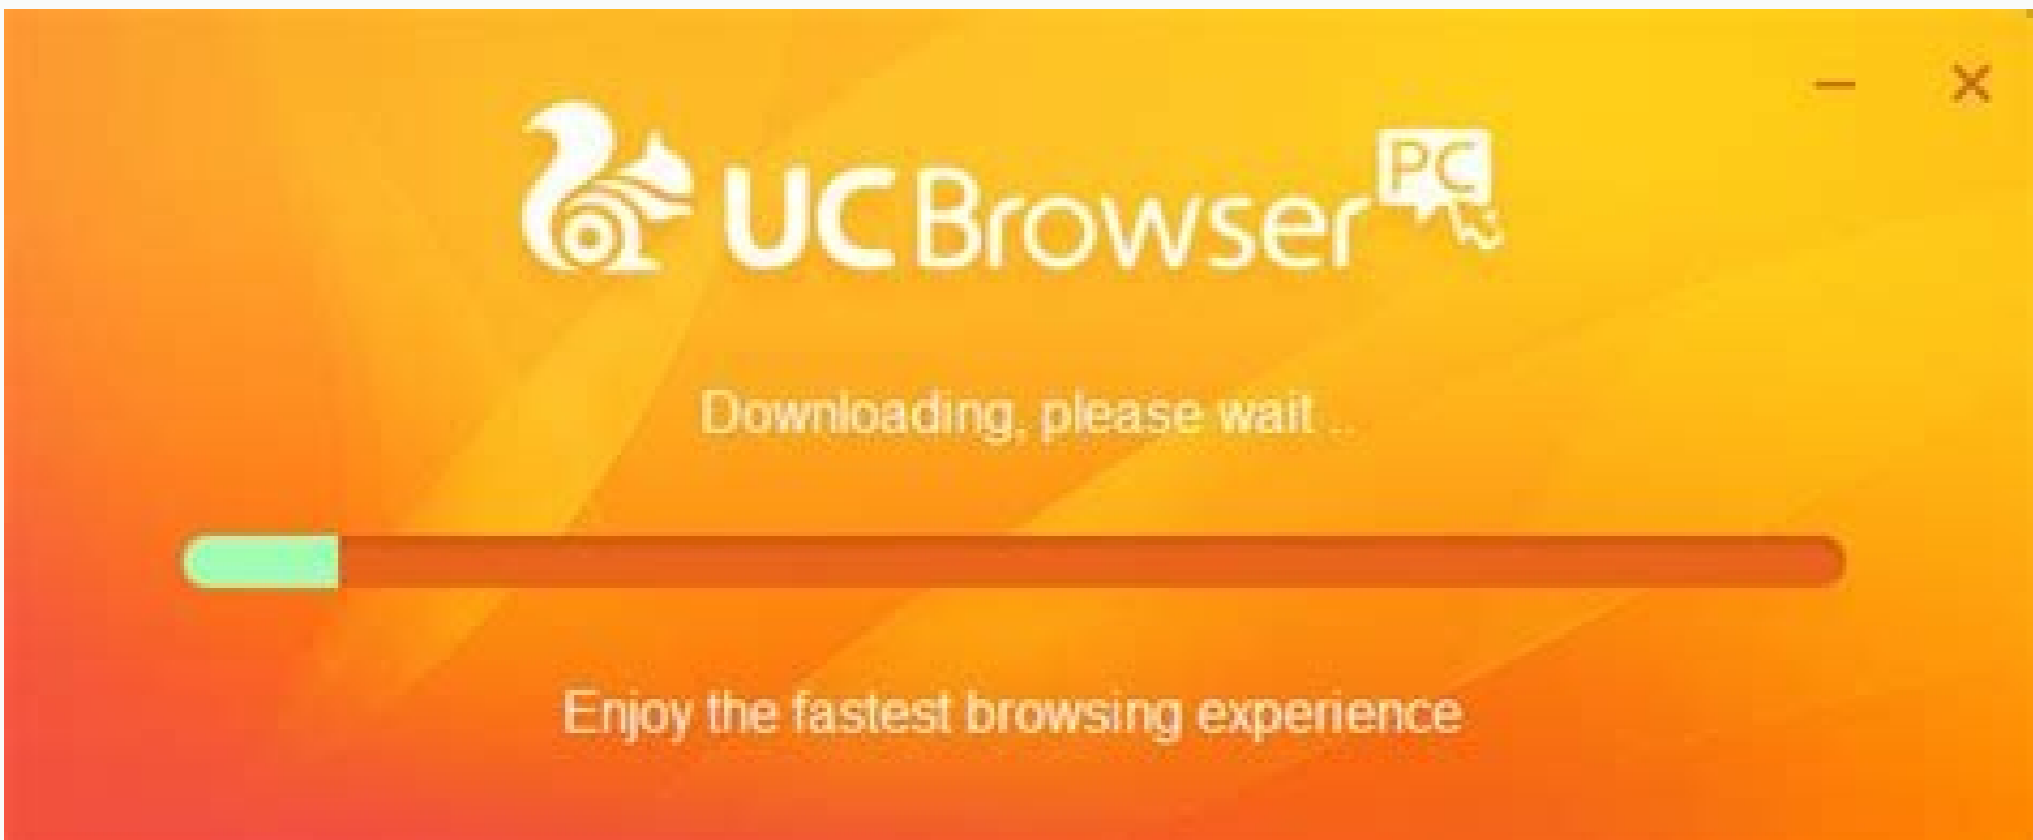 UC Browser PC
Downloading, please wait ..
Enjoy the fastest browsing experience